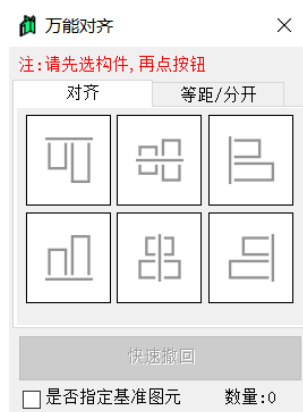 万能对齐
注:请先选构件,再点按钮
对齐 等距/分开
快速撤回
是否指定基准图元 数量:0